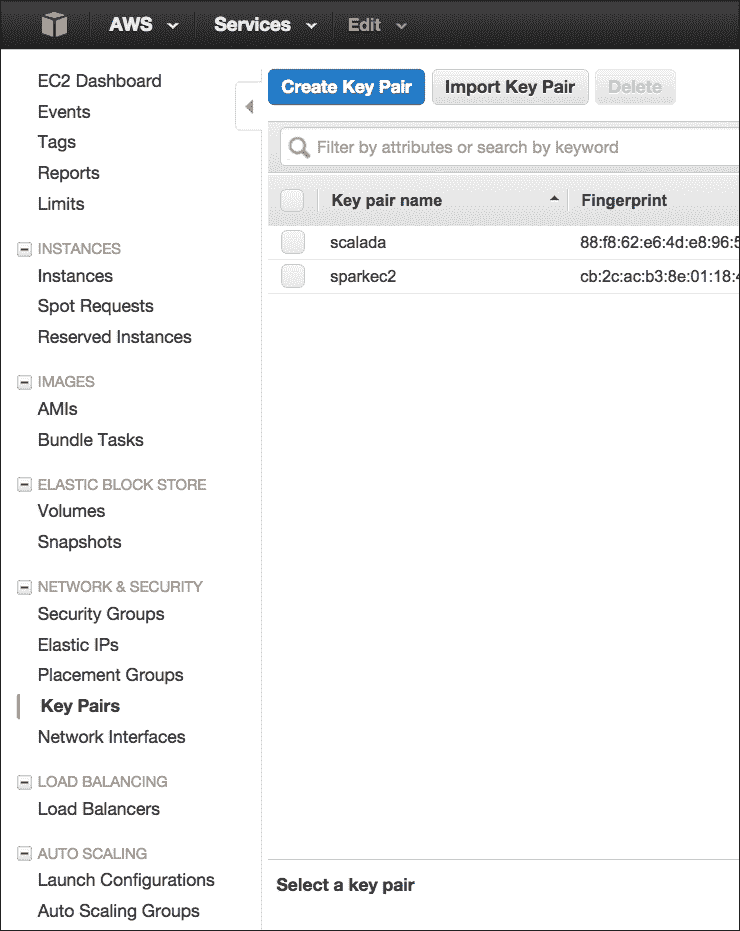 AWS Services Edit
EC2 Dashboard
Events
Tags
Reports
Limits
INSTANCES
Instances
Spot Requests
Reserved Instances
IMAGES
AMIs
Bundle Tasks
ELASTIC BLOCK STORE
Volumes
Snapshots
NETWORK & SECURITY
Security Groups
Elastic IPs
Placement Groups
Key Pairs
Network Interfaces
LOAD BALANCING
Load Balancers
AUTO SCALING
Launch Configurations
Auto Scaling Groups
Create Key Pair Import Key Pair Delete
Filter by attributes or search by keyword
Key pair name Fingerprint
scalada 88:f8:62:e6:4d:e8:96:5
sparkec2 cb:2c:ac:b3:8e:01:18:4
Select a key pair